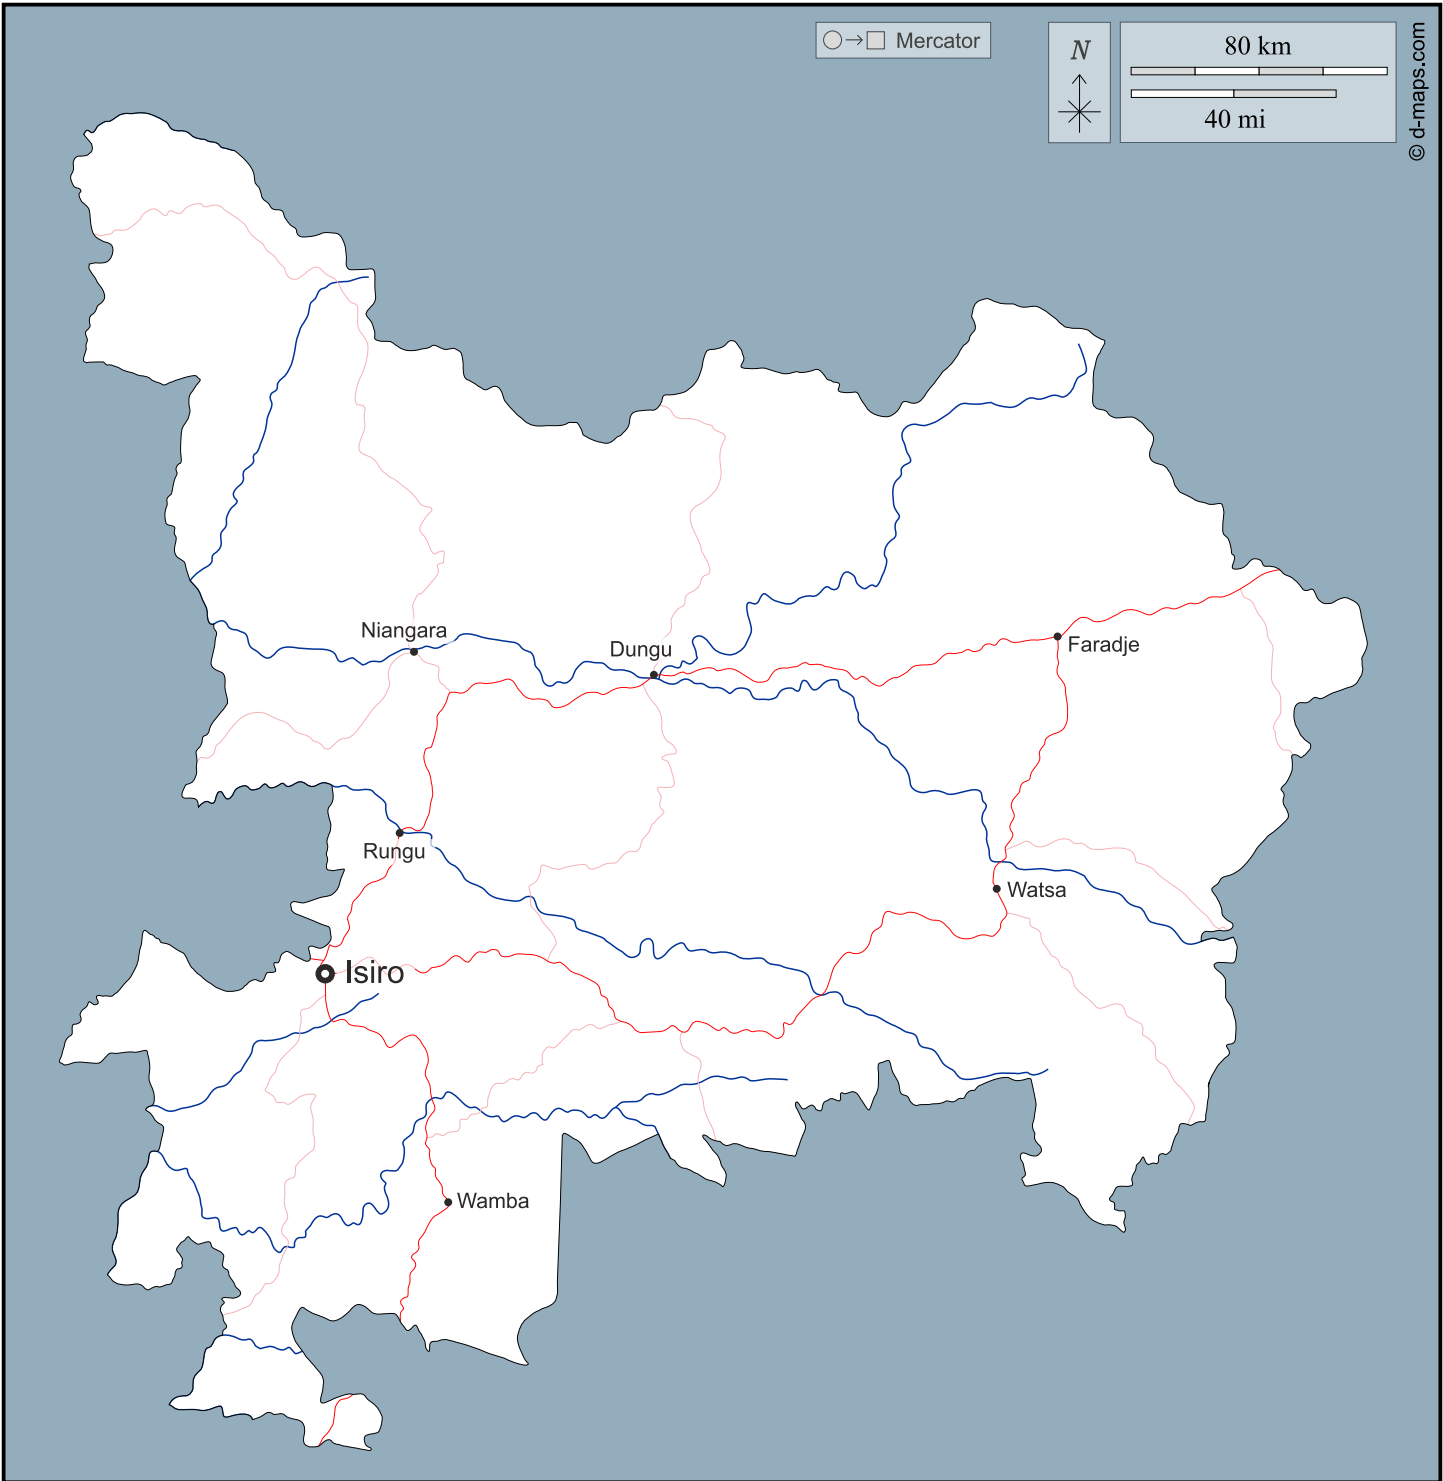 Mercator
N
80 km
40 mi
© d-maps.com
Niangara
Dungu
Faradje
Rungu
Watsa
Isiro
Wamba